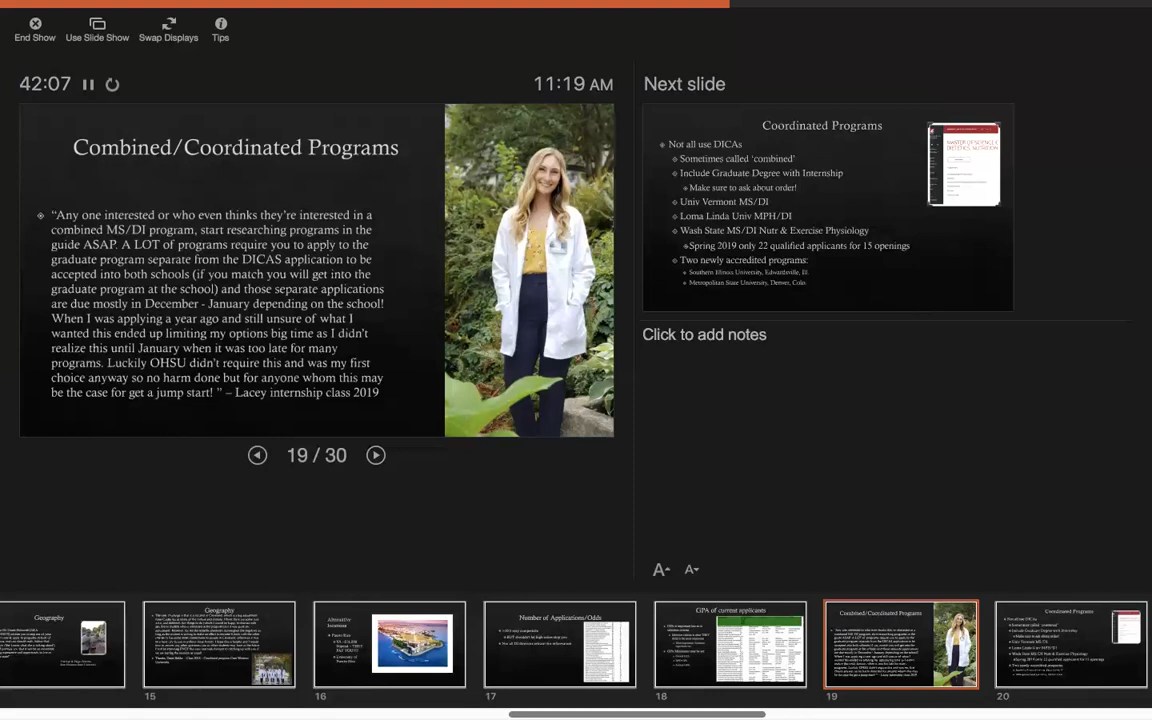 End Show
Use Slide Show
Swap Displays
Tips
42:07
11:19 AM
Combined/Coordinated Programs
“Any one interested or who even thinks they’re interested in a
combined MS/DI program, start researching programs in the
guide ASAP. A LOT of programs require you to apply to the
graduate program separate from the DICAS application to be
accepted into both schools (if you match you will get into the
graduate program at the school) and those separate applications
are due mostly in December - January depending on the school!
When I was applying a year ago and still unsure of what I
wanted this ended up limiting my options big time as I didn’t
realize this until January when it was too late for many
programs. Luckily OHSU didn’t require this and was my first
choice anyway so no harm done but for anyone whom this may
be the case for get a jump start! ” – Lacey internship class 2019
19 / 30
Next slide
Coordinated Programs
Not all use DICAs
Sometimes called ‘combined’
Include Graduate Degree with Internship
Make sure to ask about order!
Univ Vermont MS/DI
Loma Linda Univ MPH/DI
Wash State MS/DI Nutr & Exercise Physiology
Spring 2019 only 22 qualified applicants for 15 openings
Two newly accredited programs:
Southern Illinois University, Edwardsville, Il.
Metropolitan State University, Denver, Colo.
MASTER OF SCIENCE
DIETETICS NUTRITION
Click to add notes
A A
Geography
Geography
15
16
Number of Applications/Odds
17
GPA of current applicants
18
Combined/Coordinated Programs
19
Coordinated Programs
20